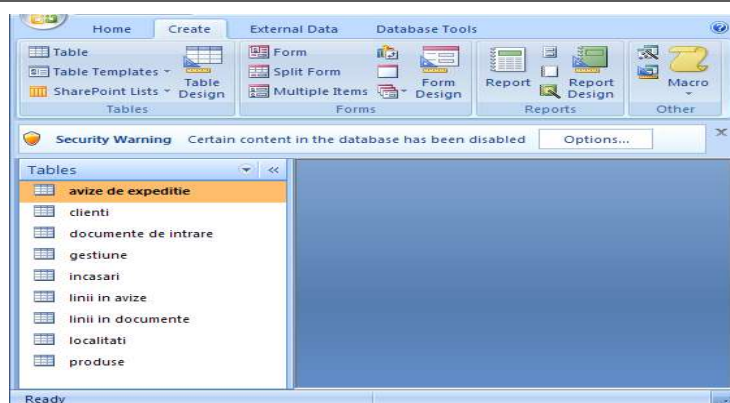 Home Create External Data Database Tools
Table
Table Templates
SharePoint Lists
Table Design
Tables
Form
Split Form
Multiple Items
Form Design
Forms
Report
Report Design
Reports
Macro
Other
Security Warning Certain content in the database has been disabled Options...
Tables
avize de expeditie
clienti
documente de intrare
gestiune
incasari
linii in avize
linii in documente
localitati
produse
Ready